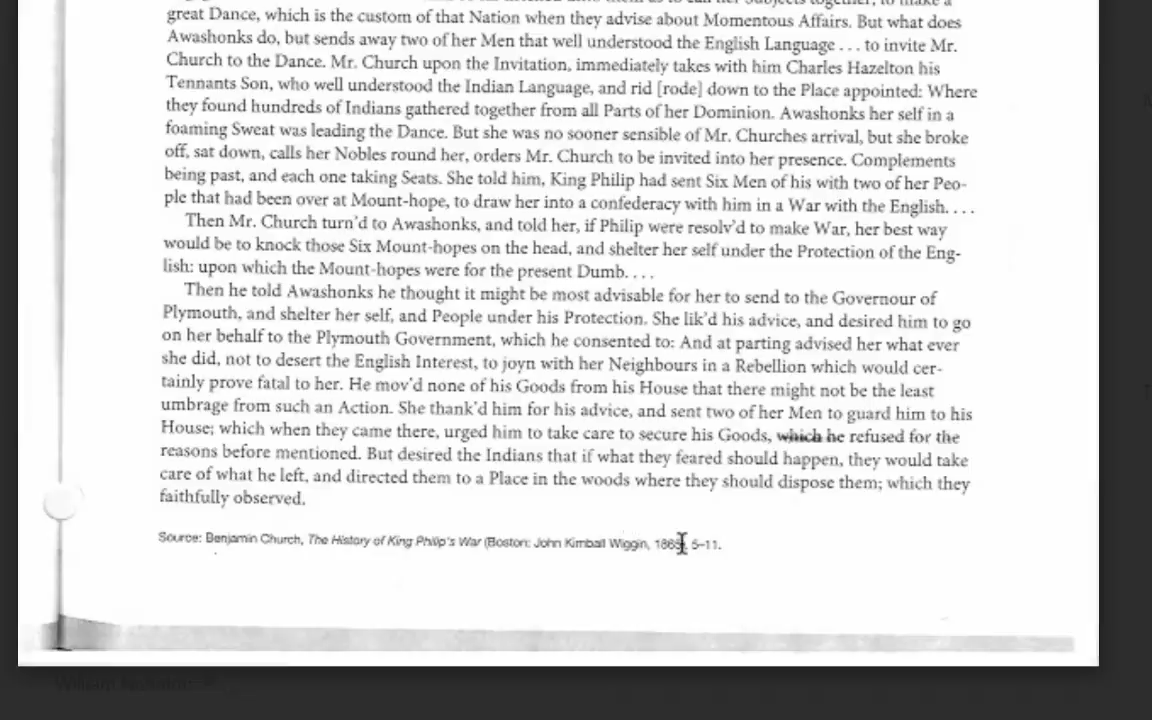 great Dance, which is the custom of that Nation when they advise about Momentous Affairs. But what does
Awashonks do, but sends away two of her Men that well understood the English Language . . . to invite Mr.
Church to the Dance. Mr. Church upon the Invitation, immediately takes with him Charles Hazelton his
Tennants Son, who well understood the Indian Language, and rid [rode] down to the Place appointed: Where
they found hundreds of Indians gathered together from all Parts of her Dominion. Awashonks her self in a
foaming Sweat was leading the Dance. But she was no sooner sensible of Mr. Churches arrival, but she broke
off, sat down, calls her Nobles round her, orders Mr. Church to be invited into her presence. Complements
being past, and each one taking Seats. She told him, King Philip had sent Six Men of his with two of her Peo-
ple that had been over at Mount-hope, to draw her into a confederacy with him in a War with the English. . . .
Then Mr. Church turn'd to Awashonks, and told her, if Philip were resolv'd to make War, her best way
would be to knock those Six Mount-hopes on the head, and shelter her self under the Protection of the Eng-
lish: upon which the Mount-hopes were for the present Dumb. . . .
Then he told Awashonks he thought it might be most advisable for her to send to the Governour of
Plymouth, and shelter her self, and People under his Protection. She lik'd his advice, and desired him to go
on her behalf to the Plymouth Government, which he consented to: And at parting advised her what ever
she did, not to desert the English Interest, to joyn with her Neighbours in a Rebellion which would cer-
tainly prove fatal to her. He mov'd none of his Goods from his House that there might not be the least
umbrage from such an Action. She thank'd him for his advice, and sent two of her Men to guard him to his
House; which when they came there, urged him to take care to secure his Goods, which he refused for the
reasons before mentioned. But desired the Indians that if what they feared should happen, they would take
care of what he left, and directed them to a Place in the woods where they should dispose them; which they
faithfully observed.
Source: Benjamin Church, The History of King Philip's War (Boston: John Kimball Wiggin, 1865, 5–11.